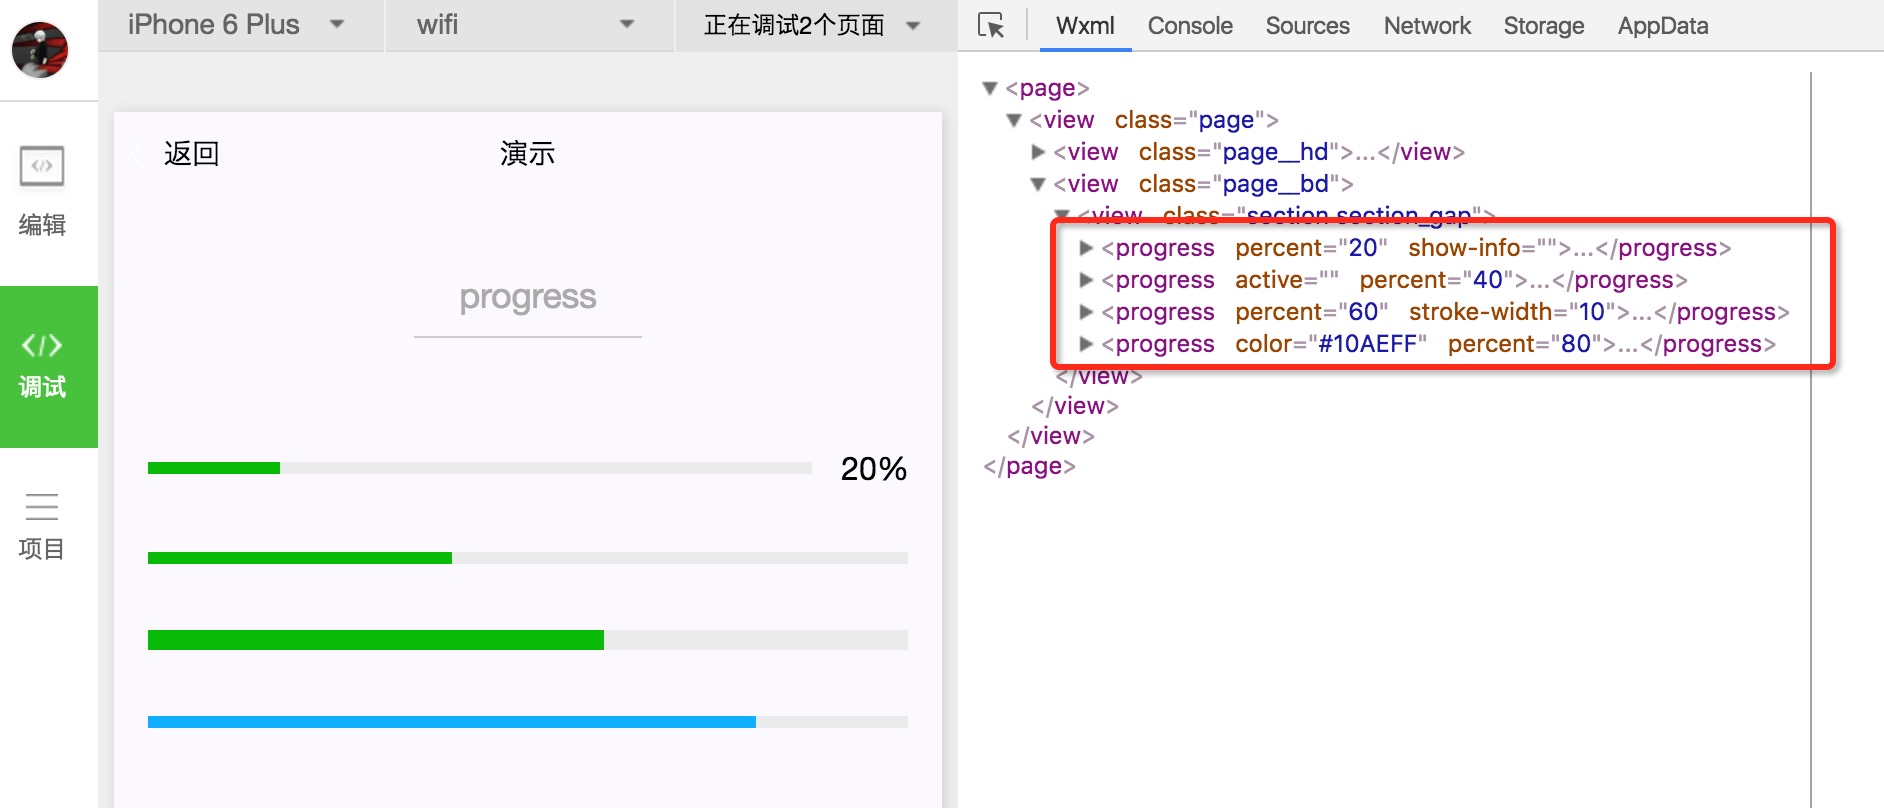 iPhone 6 Plus wifi 正在调试2个页面
Wxml Console Sources Network Storage AppData
编辑
调试
项目
返回 演示
progress
20%
<page>
<view class="page">
<view class="page__hd">...</view>
<view class="page__bd">
<view class="section section_gap">
<progress percent="20" show-info="">...</progress>
<progress active="" percent="40">...</progress>
<progress percent="60" stroke-width="10">...</progress>
<progress color="#10AEFF" percent="80">...</progress>
</view>
</view>
</view>
</page>